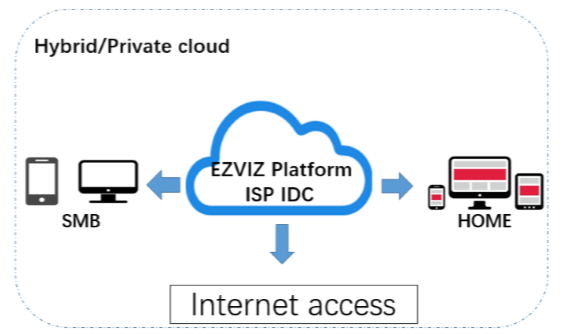 Hybrid/Private cloud
EZVIZ Platform
ISP IDC
SMB
HOME
Internet access